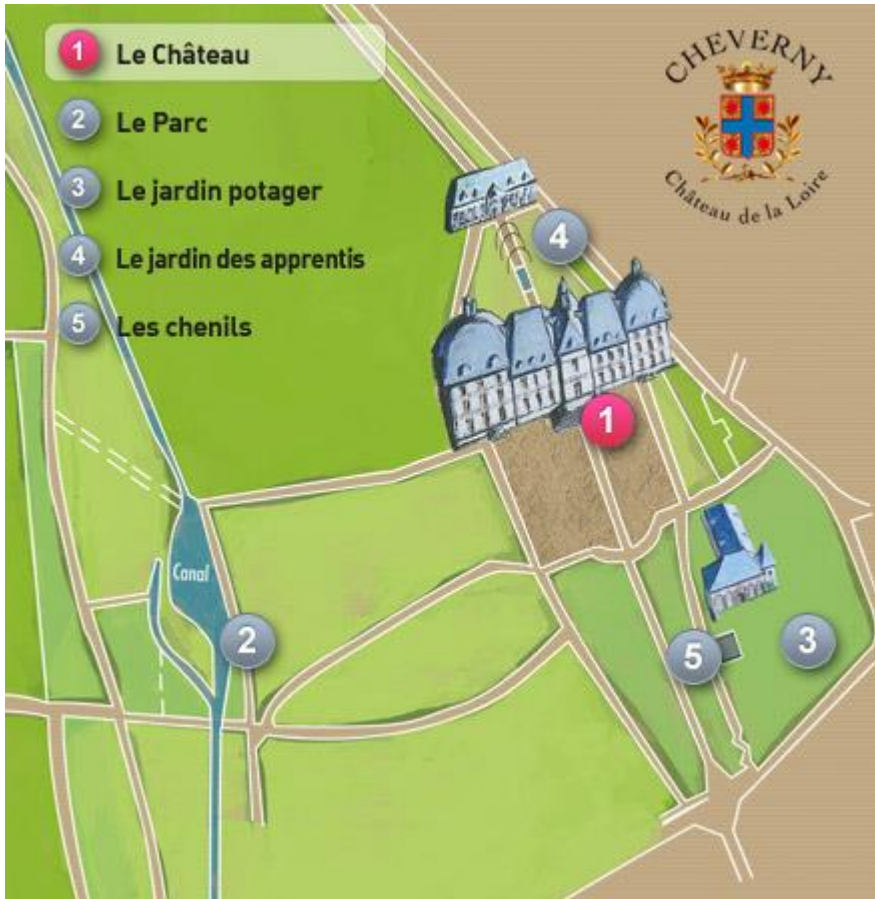 1 Le Château
2 Le Parc
3 Le jardin potager
4 Le jardin des apprentis
5 Les chenils
CHEVERNY
Château de la Loire
4
1
Canal
2
5
3